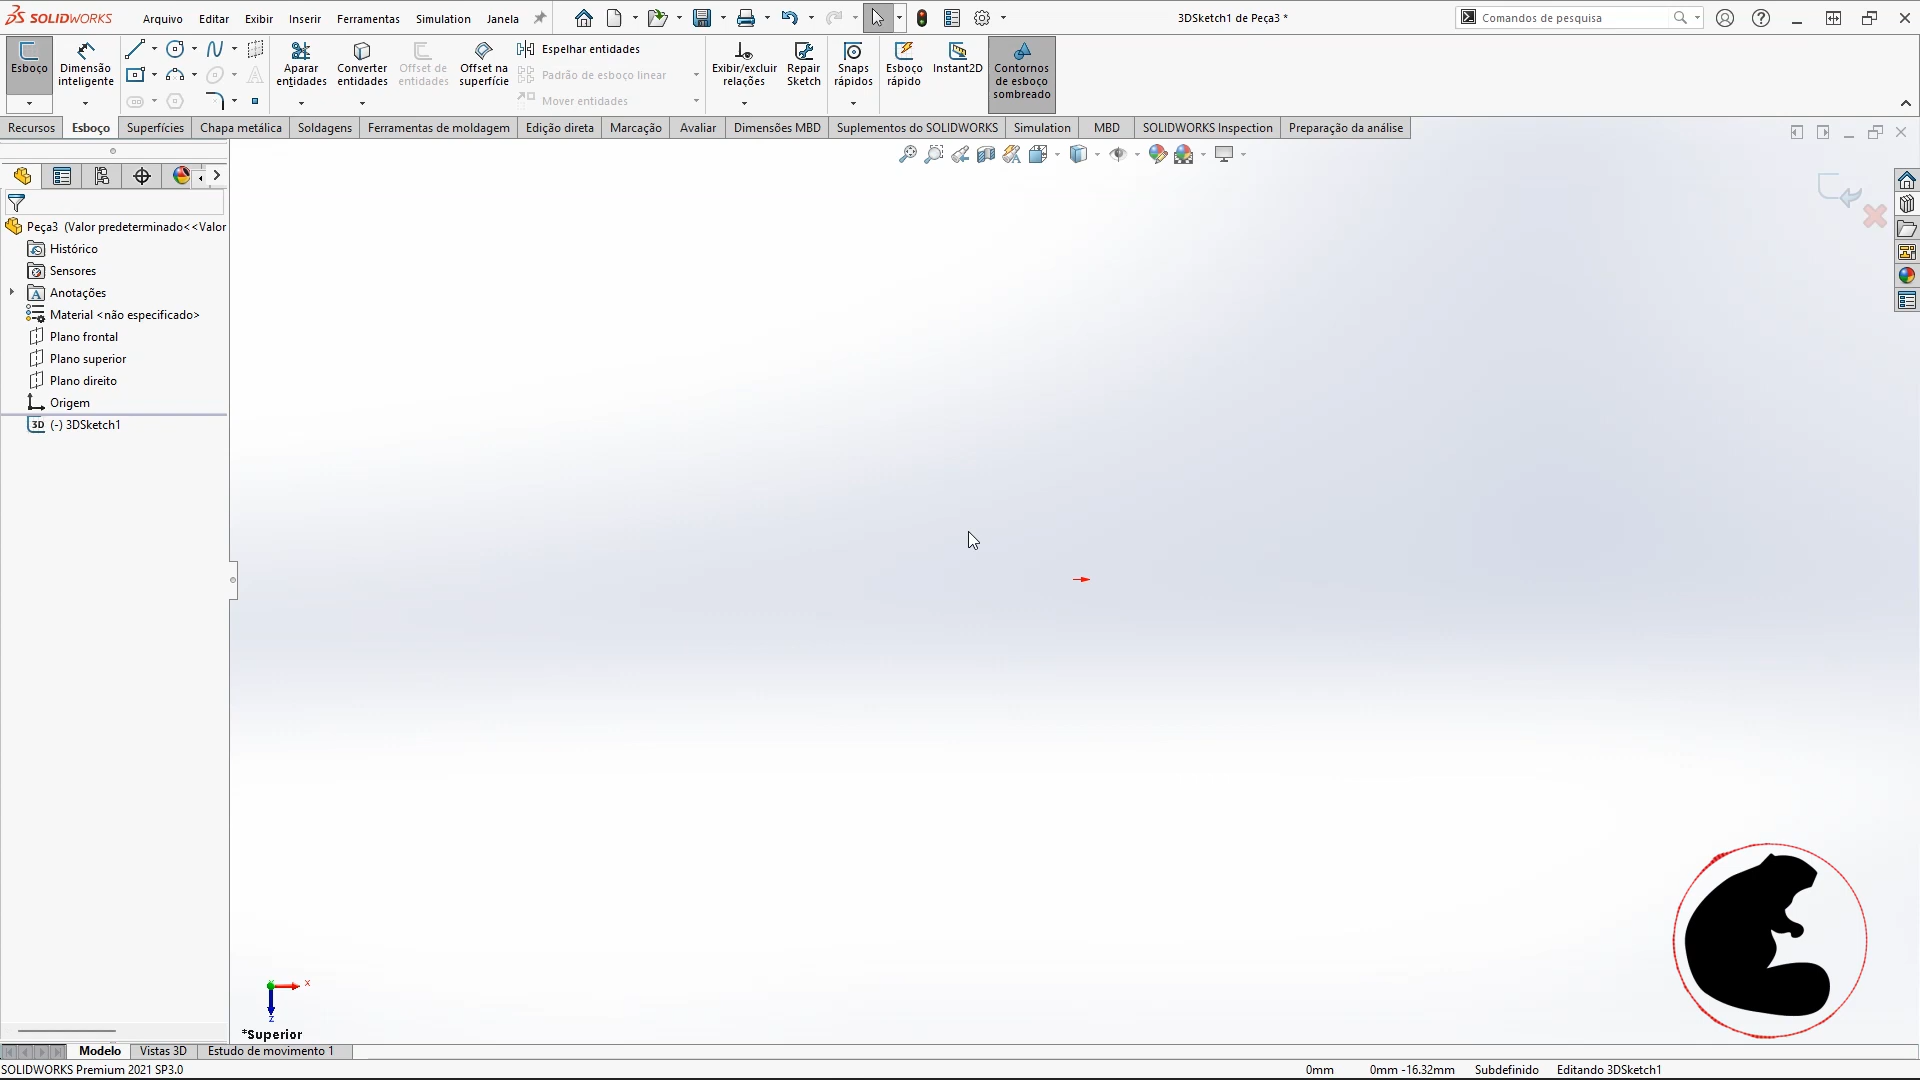 SOLIDWORKS Arquivo Editar Exibir Inserir Ferramentas Simulation Janela 3DSketch1 de Peça3 * Comandos de pesquisa
Esboço Dimensão inteligente Aparar entidades Converter entidades Offset de entidades Offset na superfície Espelhar entidades Exibir/excluir relações Repair Sketch Snaps rápidos Esboço rápido Instant2D Contornos de esboço sombreado
Padrão de esboço linear
Mover entidades
Recursos Esboço Superfícies Chapa metálica Soldagens Ferramentas de moldagem Edição direta Marcação Avaliar Dimensões MBD Suplementos do SOLIDWORKS Simulation MBD SOLIDWORKS Inspection Preparação da análise
Peça3 (Valor predeterminado<<Valor
Histórico
Sensores
A Anotações
Material <não especificado>
Plano frontal
Plano superior
Plano direito
Origem
3D (-) 3DSketch1
Y X
Z
*Superior
Modelo Vistas 3D Estudo de movimento 1
SOLIDWORKS Premium 2021 SP3.0 0mm 0mm -16.32mm Subdefinido Editando 3DSketch1